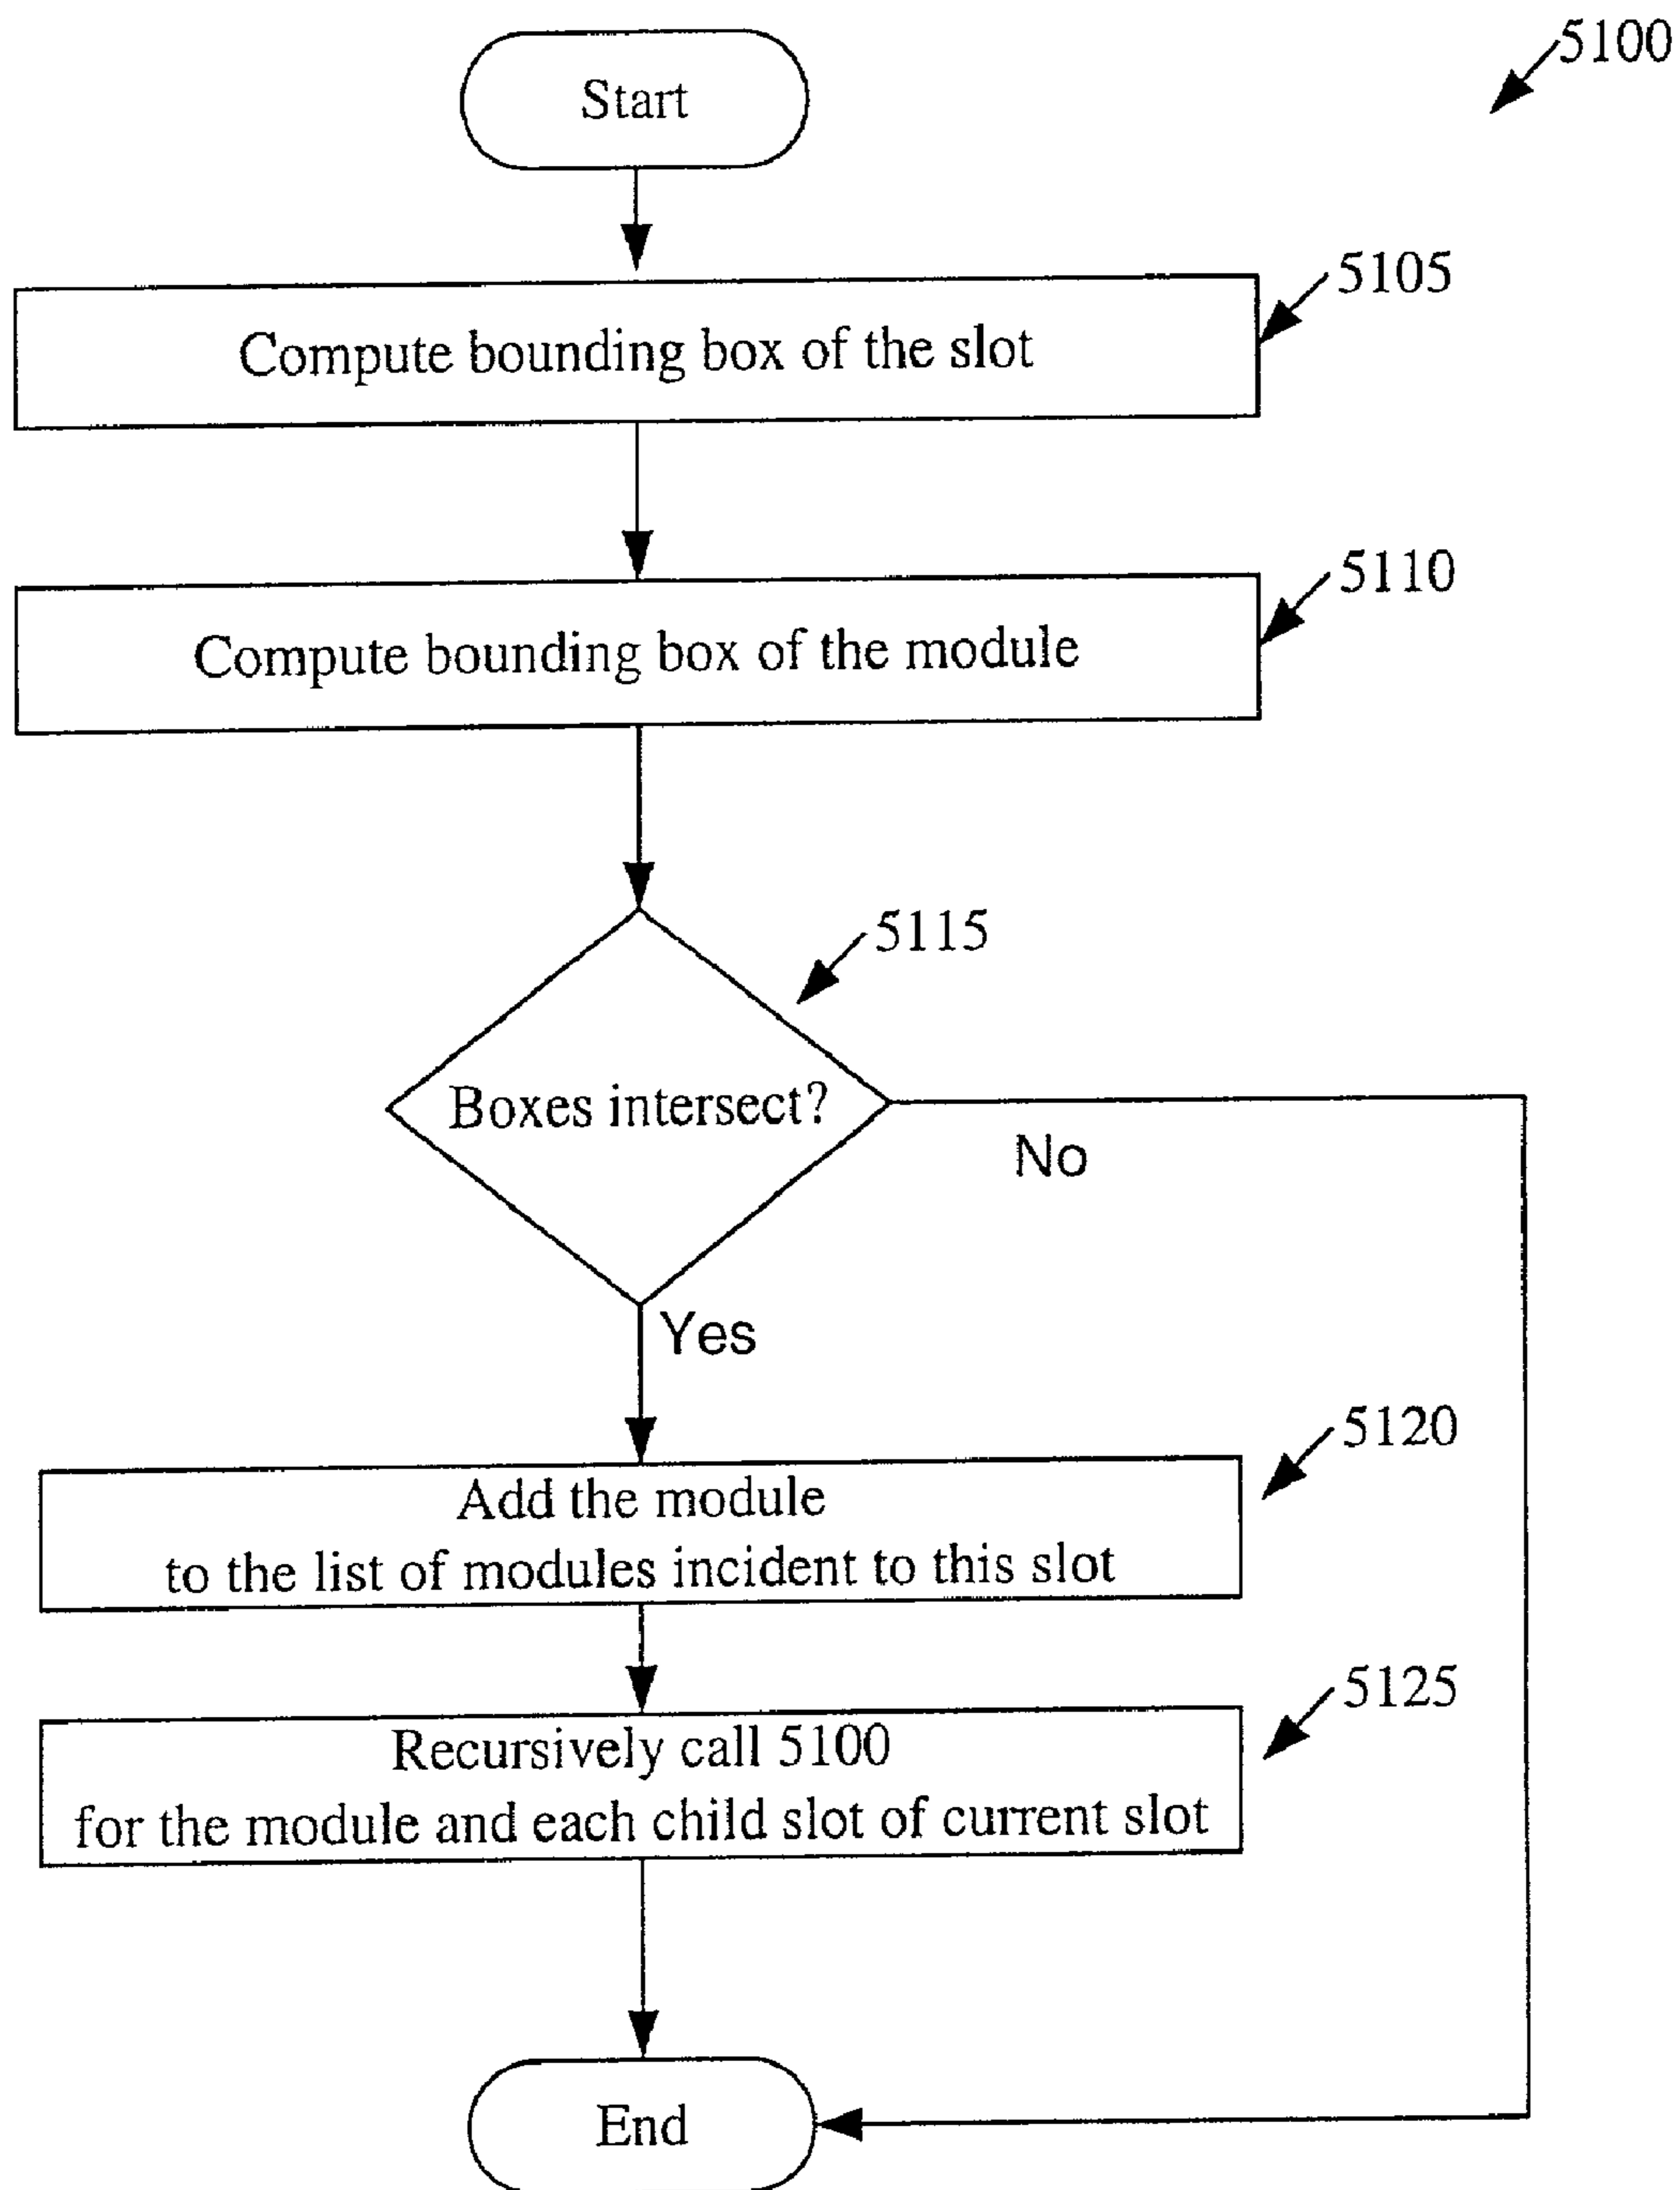 5100
Start
5105
Compute bounding box of the slot
5110
Compute bounding box of the module
5115
Boxes intersect?
No
Yes
5120
Add the module
to the list of modules incident to this slot
5125
Recursively call 5100
for the module and each child slot of current slot
End